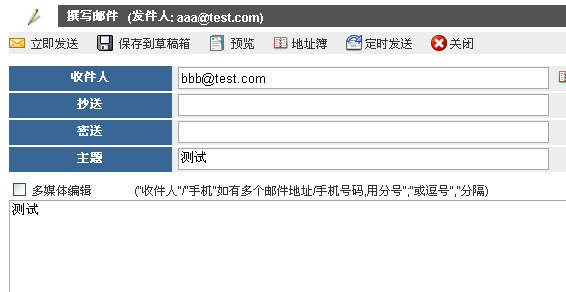 撰写邮件 (发件人: aaa@test.com)
立即发送 保存到草稿箱 预览 地址簿 定时发送 关闭
收件人 bbb@test.com
抄送
密送
主题 测试
多媒体编辑 ("收件人"/"手机"如有多个邮件地址/手机号码,用分号";"或逗号","分隔)
测试